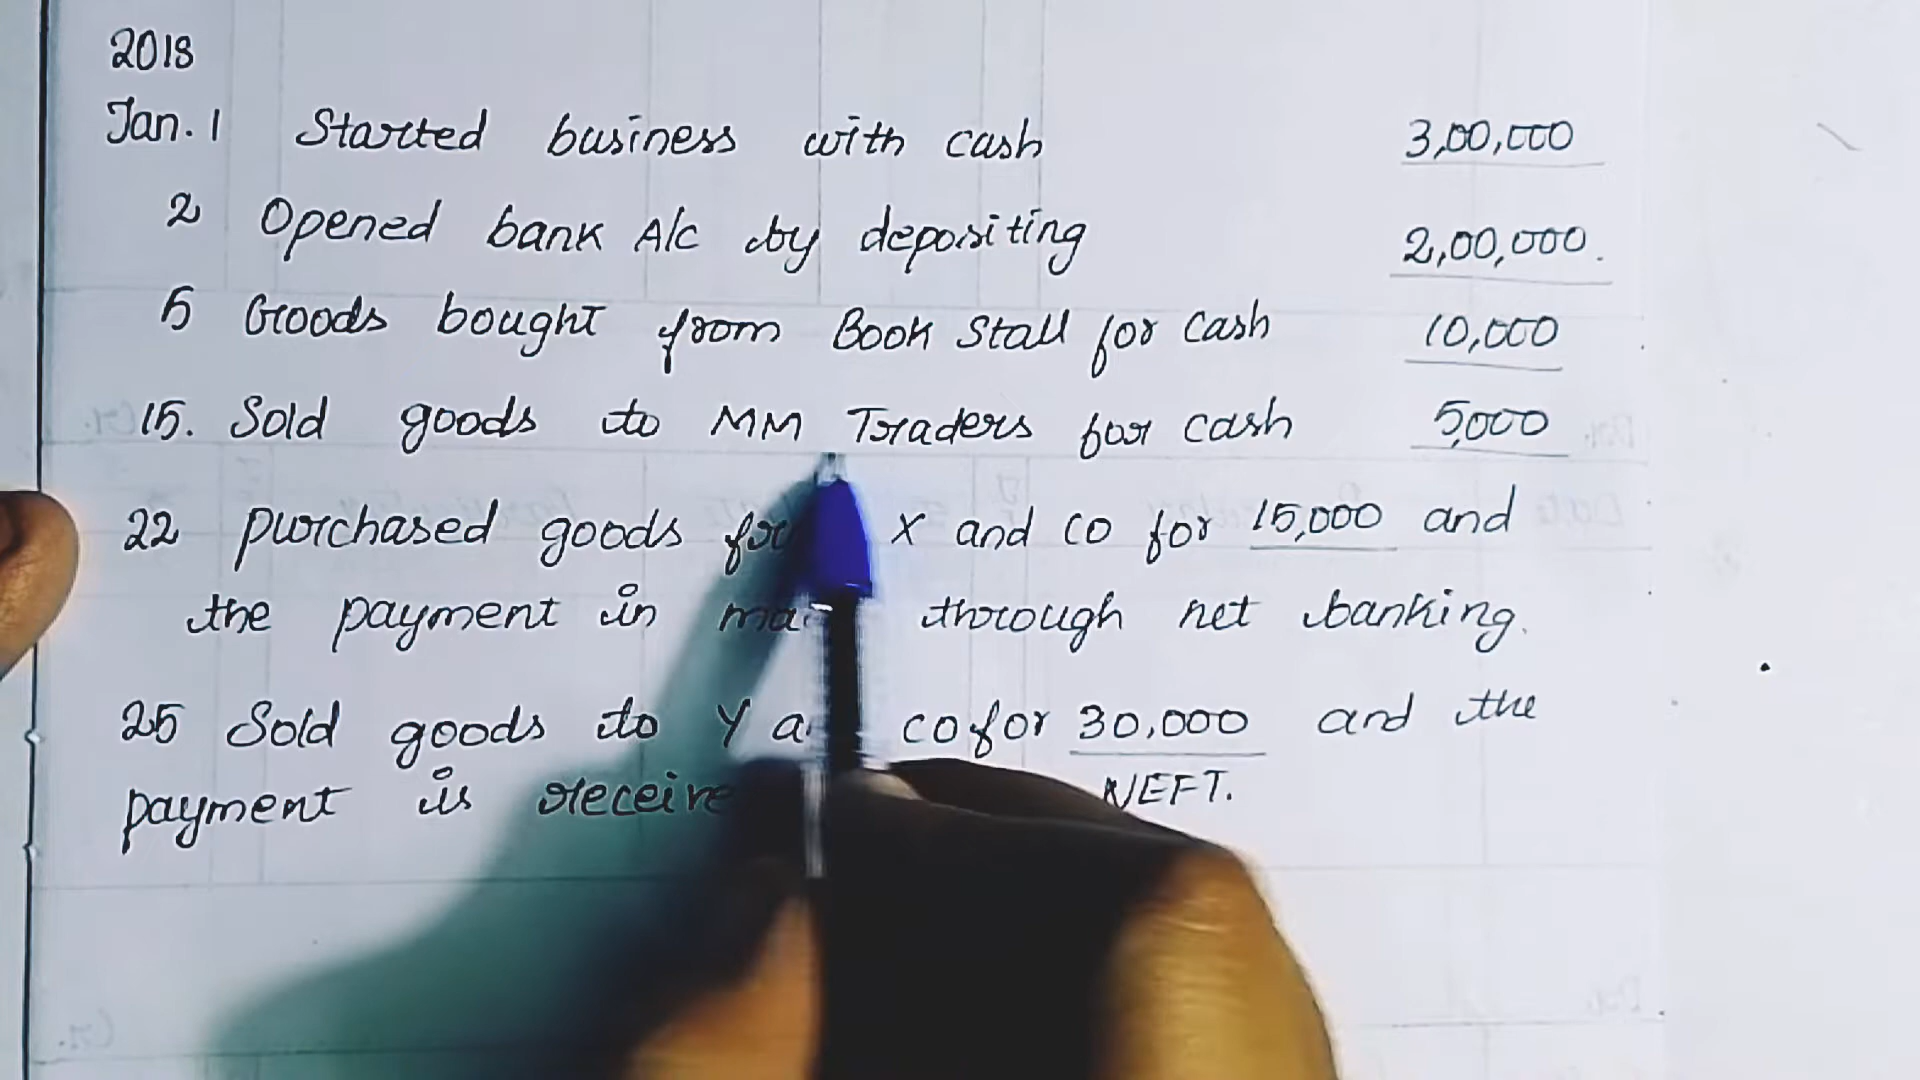 2018
Jan. 1 Started business with cash 3,00,000
2 Opened bank A/c by depositing 2,00,000.
5 Goods bought from Book Stall for cash 10,000
15. Sold goods to MM Traders for cash 5,000
22 purchased goods X and co for 15,000 and
the payment in through net banking.
25 Sold goods to Y co for 30,000 and the
payment is NEFT.